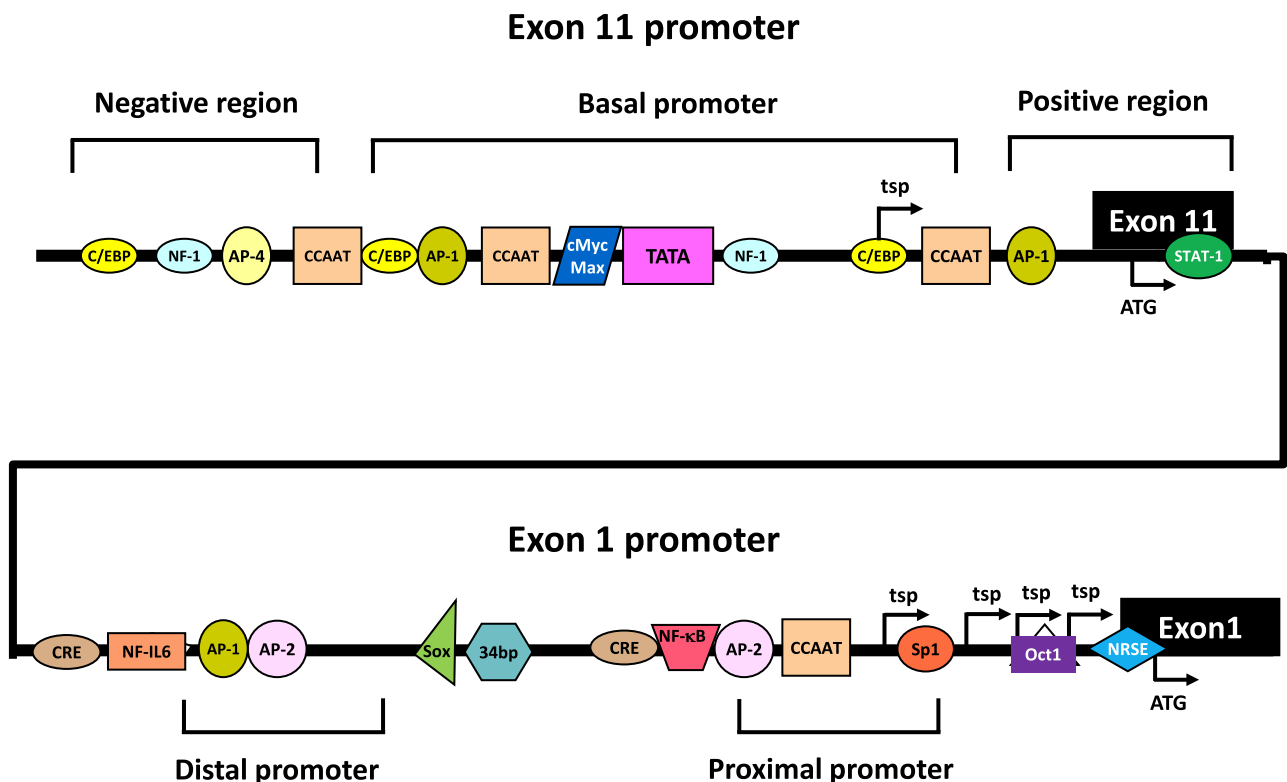 Exon 11 promoter
Negative region
Basal promoter
Positive region
tsp
C/EBP
NF-1
AP-4
CCAAT
C/EBP
AP-1
CCAAT
cMyc
Max
TATA
NF-1
C/EBP
CCAAT
AP-1
Exon 11
STAT-1
ATG
Exon 1 promoter
tsp
tsp
tsp
tsp
CRE
NF-IL6
AP-1
AP-2
Sox
34bp
CRE
NF-κB
AP-2
CCAAT
Sp1
Oct1
NRSE
Exon1
ATG
Distal promoter
Proximal promoter